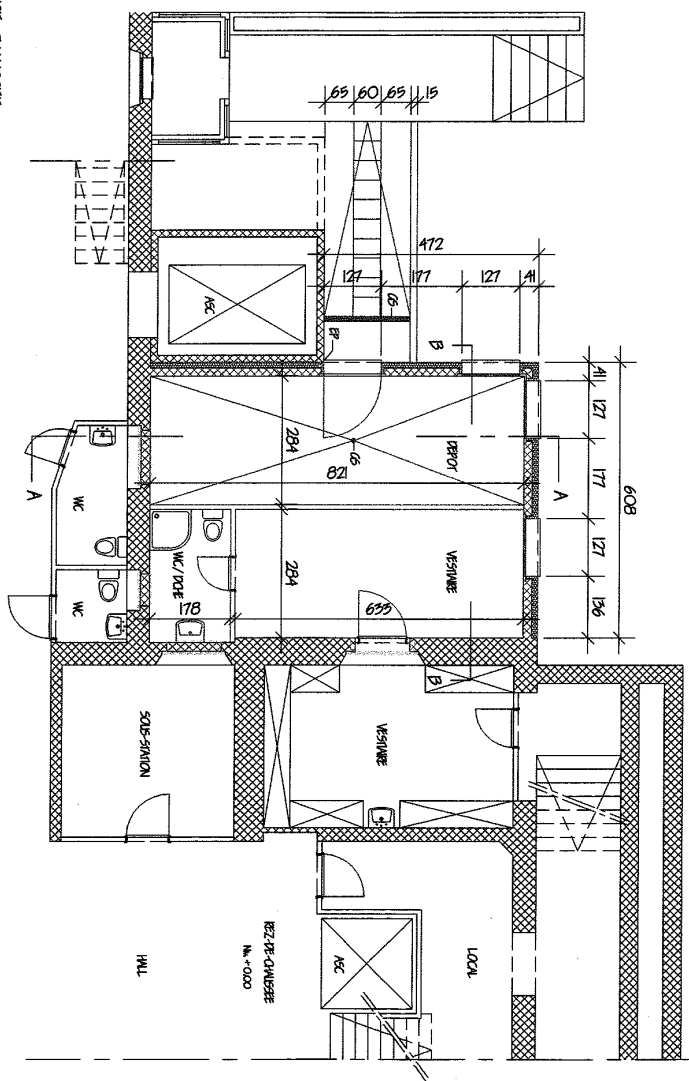 65 60 65 15
472
127 177 127 41
ASC
GS
EP
B
41 127 177 127 136
608
284
GS
DEPOT
821
A
A
WC
WC
WC/DCHE
284
VESTIAIRE
178
635
B
SOUS-STATION
VESTIAIRE
HALL
REZ-DE-CHAUSSEE
Niv. +0.00
ASC
LOCAL